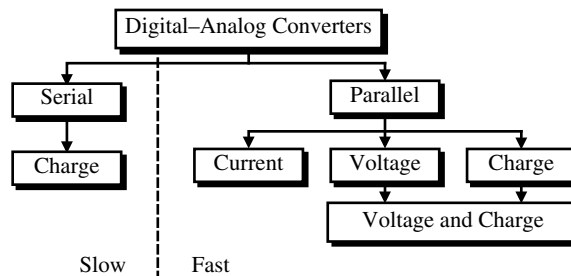 Digital–Analog Converters
Serial
Parallel
Charge
Current
Voltage
Charge
Voltage and Charge
Slow
Fast